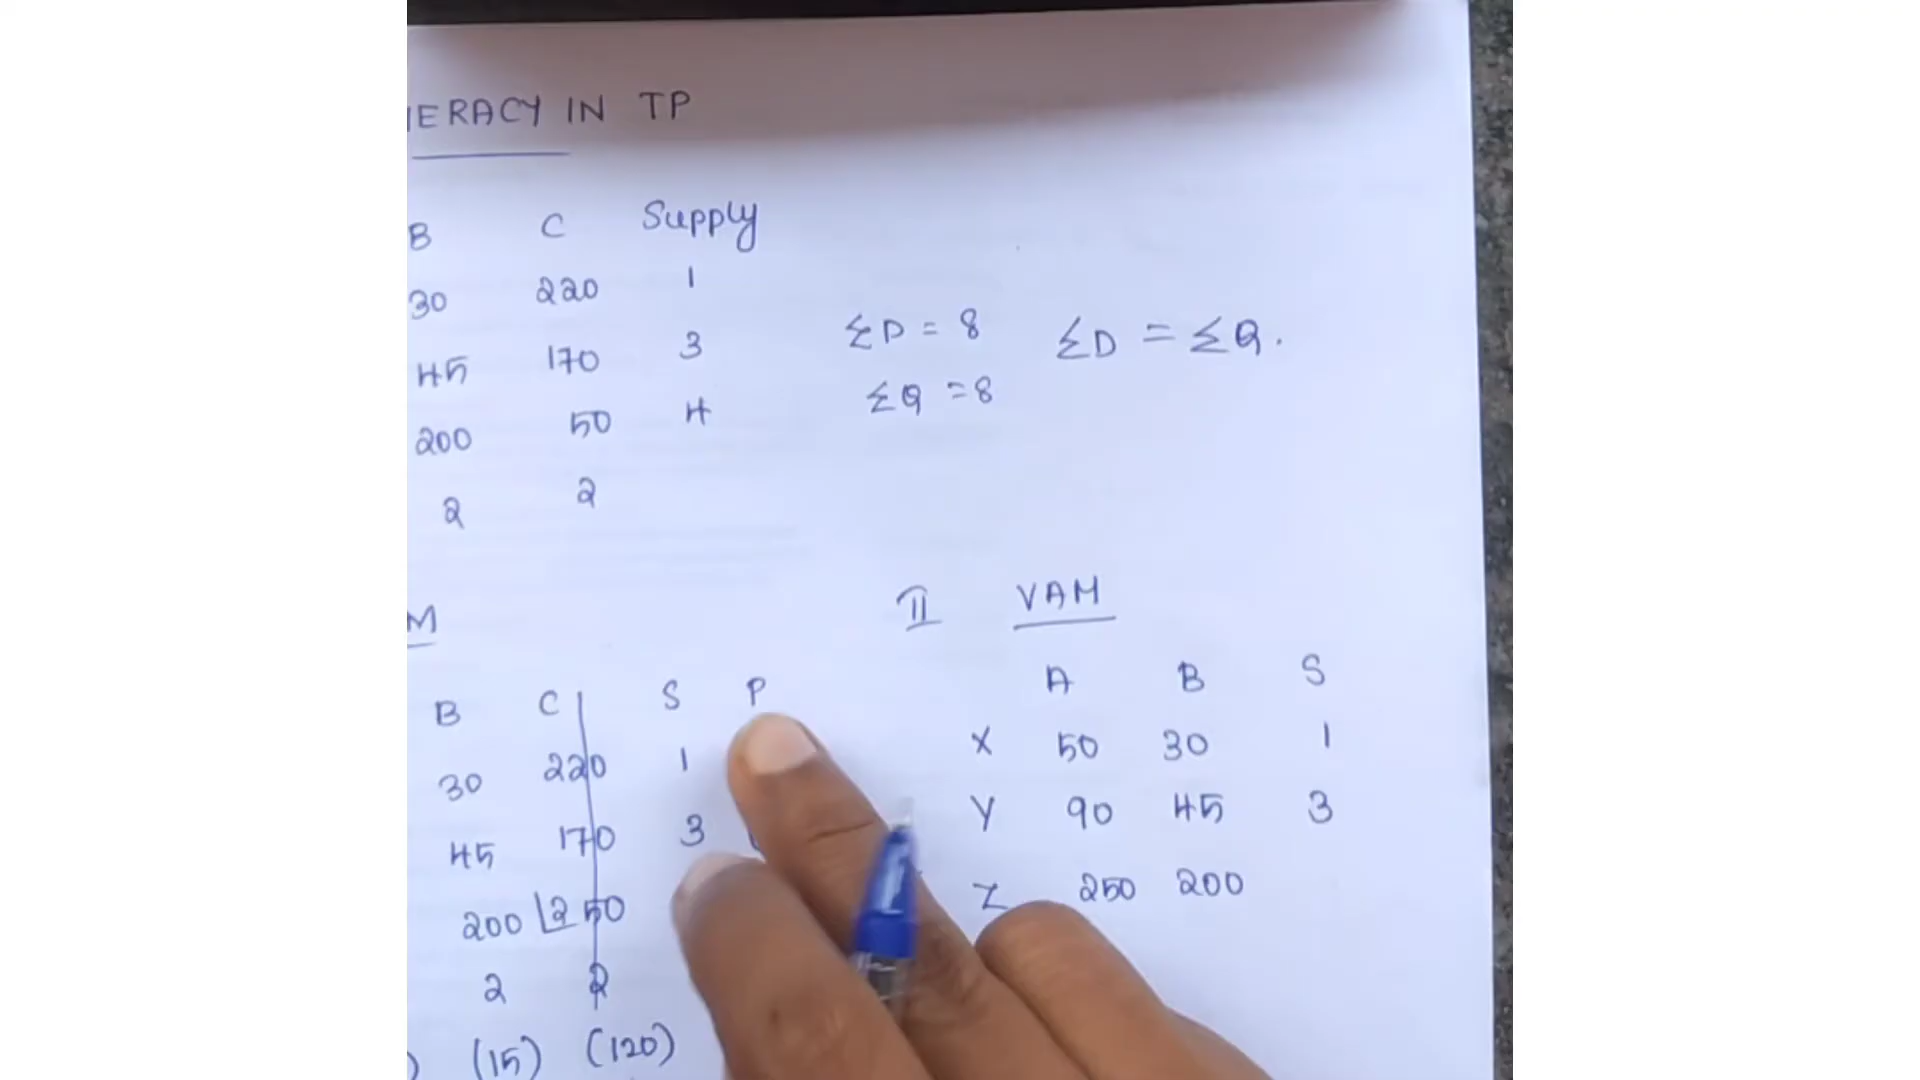 IERACY IN TP
B C Supply
30 220 1
45 170 3
200 50 4
2 2
ΣD = 8
ΣQ = 8
ΣD = ΣQ.
M
B C S P
30 220 1
45 170 3
200 2 50
2 2
) (15) (120)
II VAM
A B S
X 50 30 1
Y 90 45 3
Z 250 200